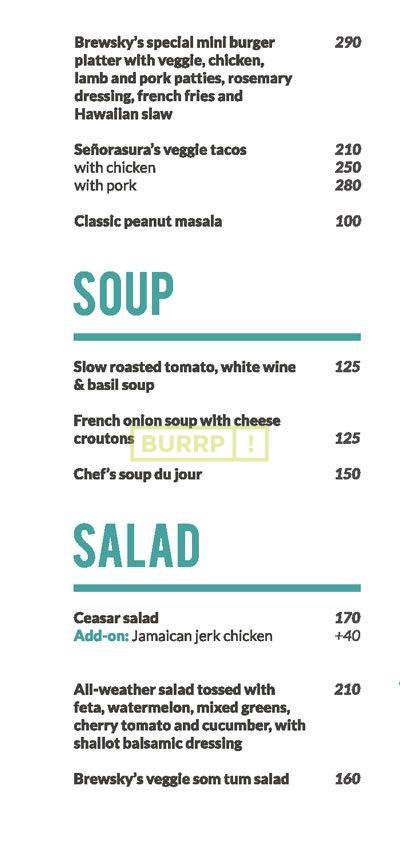 Brewsky's special mini burger 290
platter with veggie, chicken,
lamb and pork patties, rosemary
dressing, french fries and
Hawaiian slaw
Señorasura's veggie tacos 210
with chicken 250
with pork 280
Classic peanut masala 100
SOUP
Slow roasted tomato, white wine 125
& basil soup
French onion soup with cheese
croutons 125
BURRP !
Chef's soup du jour 150
SALAD
Ceasar salad 170
Add-on: Jamaican jerk chicken +40
All-weather salad tossed with 210
feta, watermelon, mixed greens,
cherry tomato and cucumber, with
shallot balsamic dressing
Brewsky's veggie som tum salad 160